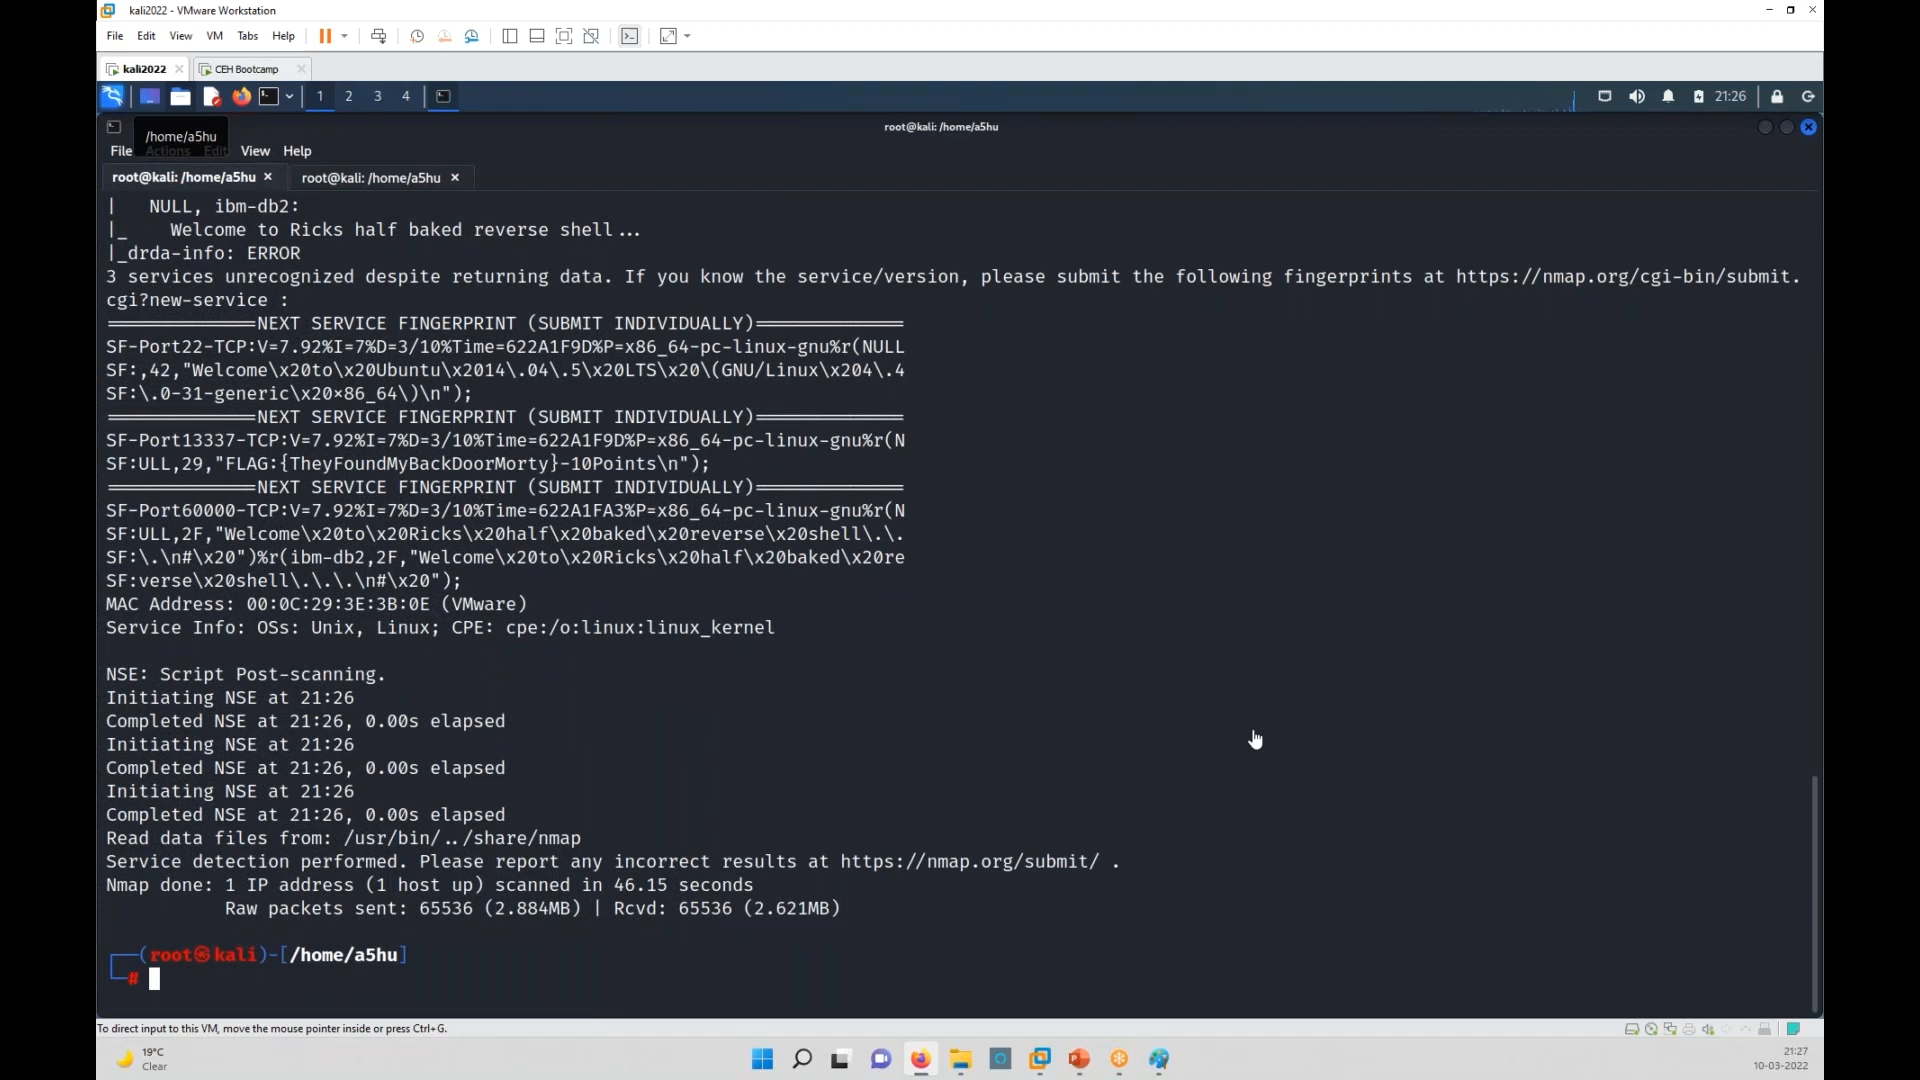 kali2022 - VMware Workstation
File Edit View VM Tabs Help
kali2022 CEH Bootcamp
1 2 3 4 21:26
root@kali: /home/a5hu
/home/a5hu
File Actions Edit View Help
root@kali: /home/a5hu root@kali: /home/a5hu
| NULL, ibm-db2:
|_ Welcome to Ricks half baked reverse shell...
|_drda-info: ERROR
3 services unrecognized despite returning data. If you know the service/version, please submit the following fingerprints at https://nmap.org/cgi-bin/submit.
cgi?new-service :
==============NEXT SERVICE FINGERPRINT (SUBMIT INDIVIDUALLY)==============
SF-Port22-TCP:V=7.92%I=7%D=3/10%Time=622A1F9D%P=x86_64-pc-linux-gnu%r(NULL
SF:,42,"Welcome\x20to\x20Ubuntu\x2014\.04\.5\x20LTS\x20\(GNU/Linux\x204\.4
SF:\.0-31-generic\x20x86_64\)\n");
==============NEXT SERVICE FINGERPRINT (SUBMIT INDIVIDUALLY)==============
SF-Port13337-TCP:V=7.92%I=7%D=3/10%Time=622A1F9D%P=x86_64-pc-linux-gnu%r(N
SF:ULL,29,"FLAG:{TheyFoundMyBackDoorMorty}-10Points\n");
==============NEXT SERVICE FINGERPRINT (SUBMIT INDIVIDUALLY)==============
SF-Port60000-TCP:V=7.92%I=7%D=3/10%Time=622A1FA3%P=x86_64-pc-linux-gnu%r(N
SF:ULL,2F,"Welcome\x20to\x20Ricks\x20half\x20baked\x20reverse\x20shell\.\.
SF:\.\n#\x20")%r(ibm-db2,2F,"Welcome\x20to\x20Ricks\x20half\x20baked\x20re
SF:verse\x20shell\.\.\.\n#\x20");
MAC Address: 00:0C:29:3E:3B:0E (VMware)
Service Info: OSs: Unix, Linux; CPE: cpe:/o:linux:linux_kernel
NSE: Script Post-scanning.
Initiating NSE at 21:26
Completed NSE at 21:26, 0.00s elapsed
Initiating NSE at 21:26
Completed NSE at 21:26, 0.00s elapsed
Initiating NSE at 21:26
Completed NSE at 21:26, 0.00s elapsed
Read data files from: /usr/bin/../share/nmap
Service detection performed. Please report any incorrect results at https://nmap.org/submit/ .
Nmap done: 1 IP address (1 host up) scanned in 46.15 seconds
Raw packets sent: 65536 (2.884MB) | Rcvd: 65536 (2.621MB)
┌──(root㉿kali)-[/home/a5hu]
└─#
To direct input to this VM, move the mouse pointer inside or press Ctrl+G.
19°C
Clear
21:27
10-03-2022